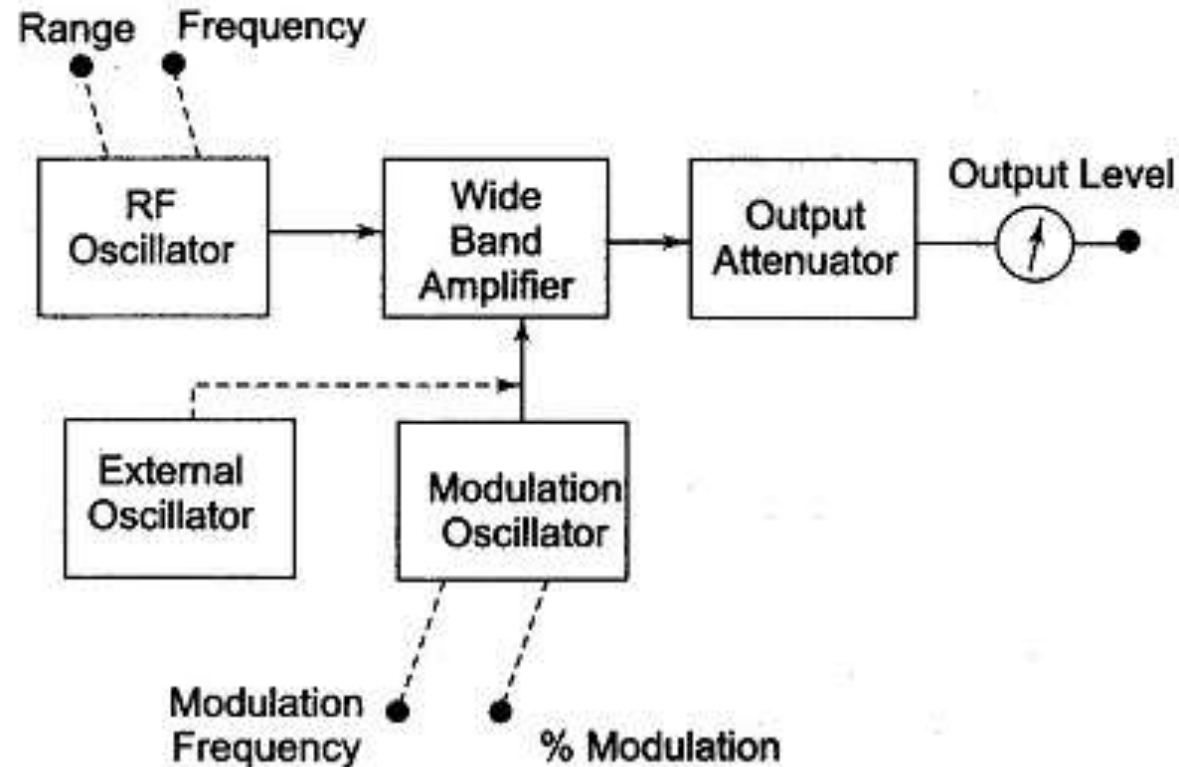 Range
Frequency
RF
Oscillator
Wide
Band
Amplifier
Output
Attenuator
Output Level
External
Oscillator
Modulation
Oscillator
Modulation
Frequency
% Modulation